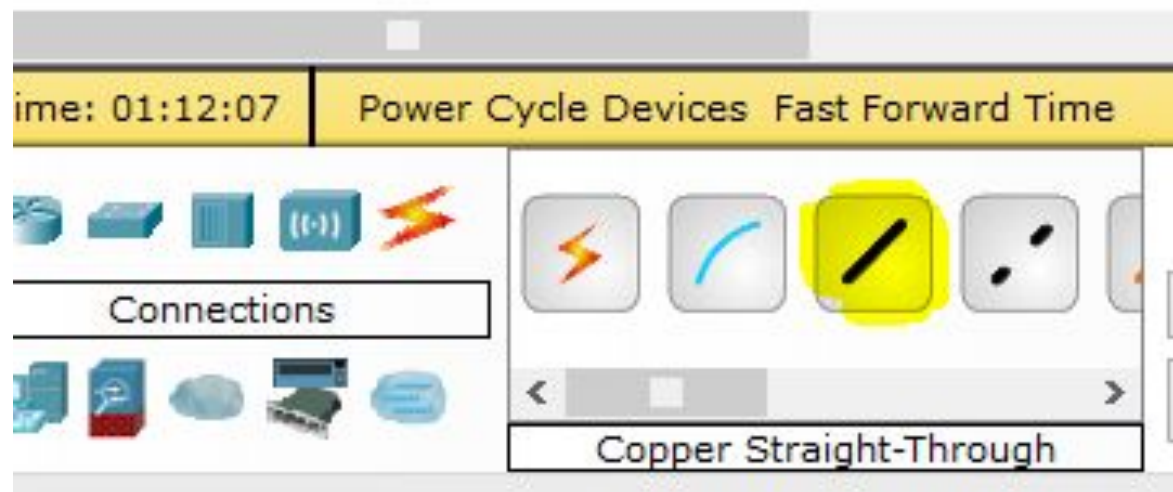 ime: 01:12:07
Power Cycle Devices Fast Forward Time
Connections
Copper Straight-Through